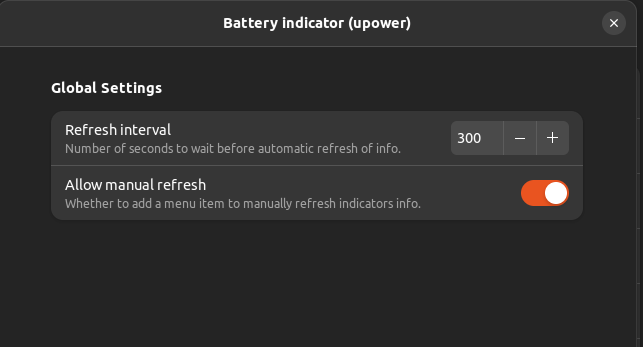 Battery indicator (upower)
Global Settings
Refresh interval
300
Number of seconds to wait before automatic refresh of info.
Allow manual refresh
Whether to add a menu item to manually refresh indicators info.